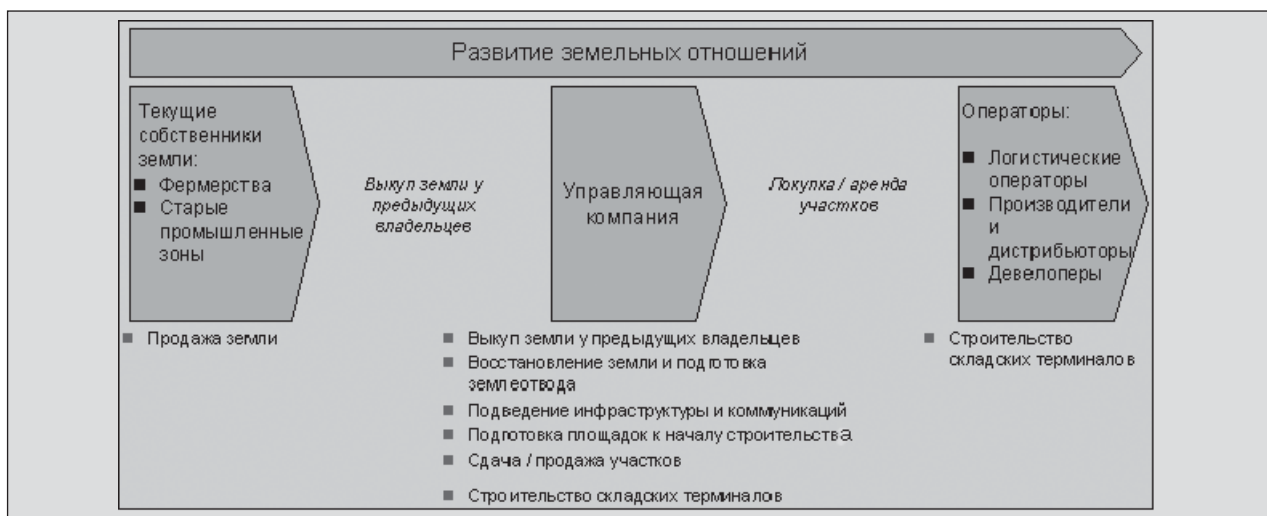 Развитие земельных отношений
Текущие
собственники
земли:
■ Фермерства
■ Старые
промышленные
зоны
Выкуп земли у
предыдущих
владельцев
Управляющая
компания
Покупка / аренда
участков
Операторы:
■ Логистические
операторы
■ Производители
и
дистрибьюторы
■ Девелоперы
■ Продажа земли
■ Выкуп земли у предыдущих владельцев
■ Восстановление земли и подготовка
землеотвода
■ Подведение инфраструктуры и коммуникаций
■ Подготовка площадок к началу строительства
■ Сдача / продажа участков
■ Строительство складских терминалов
■ Строительство
складских терминалов